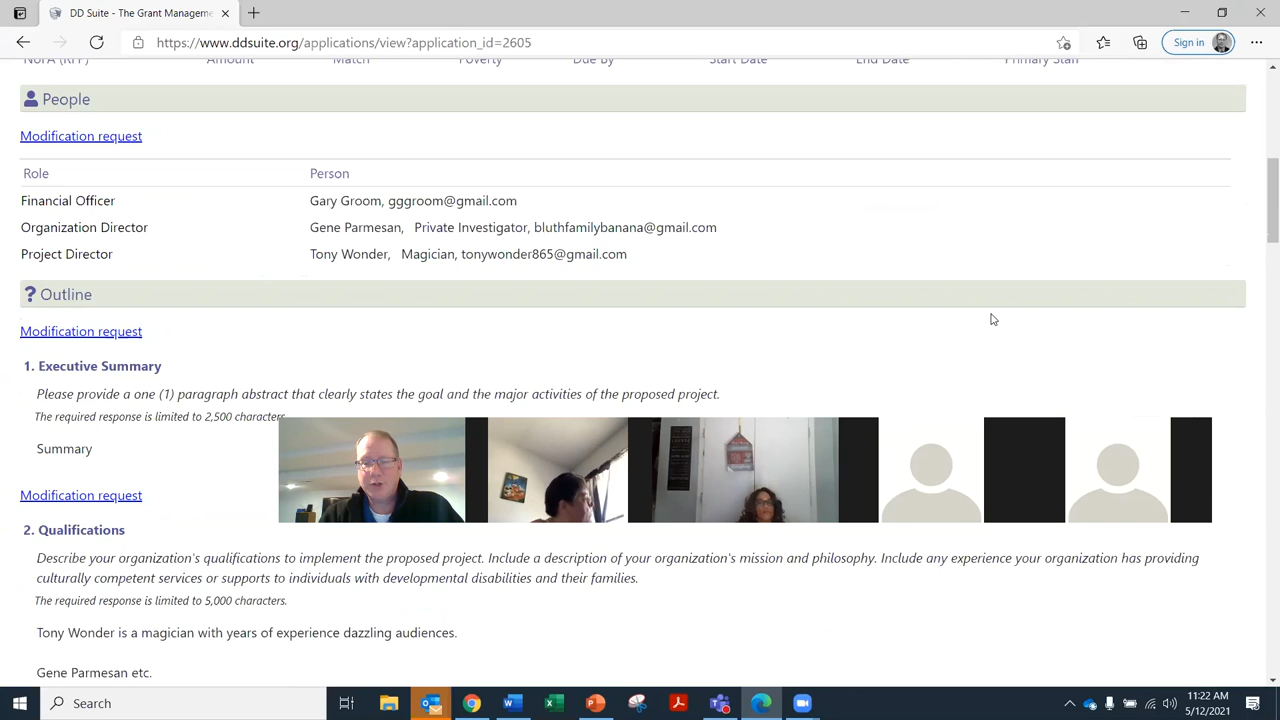 DD Suite - The Grant Manageme
https://www.ddsuite.org/applications/view?application_id=2605
Sign in
NoFA (RFP) Amount Match Poverty Due By Start Date End Date Primary Staff
People
Modification request
Role Person
Financial Officer Gary Groom, gggroom@gmail.com
Organization Director Gene Parmesan, Private Investigator, bluthfamilybanana@gmail.com
Project Director Tony Wonder, Magician, tonywonder865@gmail.com
? Outline
Modification request
1. Executive Summary
Please provide a one (1) paragraph abstract that clearly states the goal and the major activities of the proposed project.
The required response is limited to 2,500 characters
Summary
Modification request
2. Qualifications
Describe your organization's qualifications to implement the proposed project. Include a description of your organization's mission and philosophy. Include any experience your organization has providing
culturally competent services or supports to individuals with developmental disabilities and their families.
The required response is limited to 5,000 characters.
Tony Wonder is a magician with years of experience dazzling audiences.
Gene Parmesan etc.
Search
11:22 AM
5/12/2021